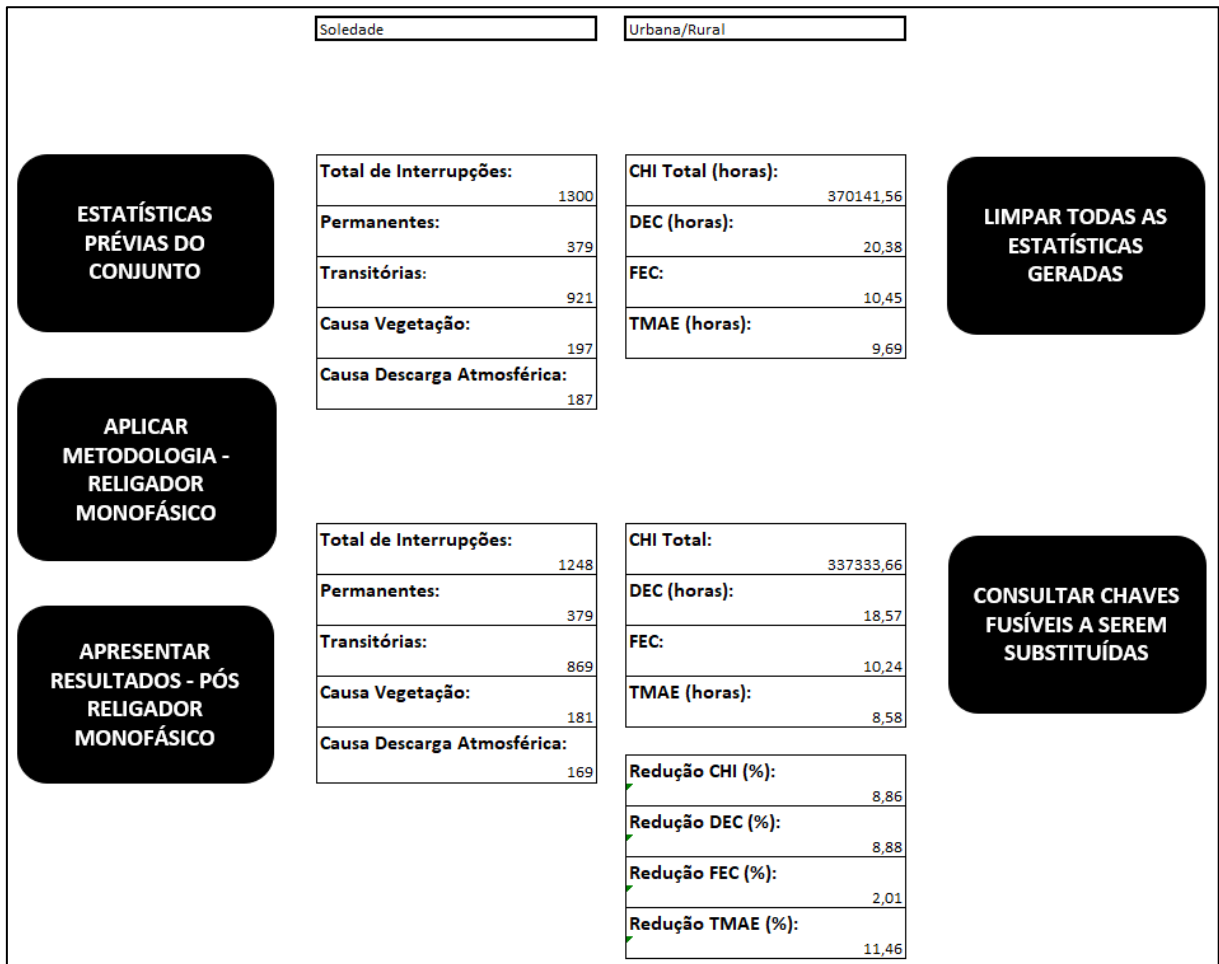 Soledade
Urbana/Rural
ESTATÍSTICAS
PRÉVIAS DO
CONJUNTO
Total de Interrupções:
1300
Permanentes:
379
Transitórias:
921
Causa Vegetação:
197
Causa Descarga Atmosférica:
187
CHI Total (horas):
370141,56
DEC (horas):
20,38
FEC:
10,45
TMAE (horas):
9,69
LIMPAR TODAS AS
ESTATÍSTICAS
GERADAS
APLICAR
METODOLOGIA -
RELIGADOR
MONOFÁSICO
APRESENTAR
RESULTADOS - PÓS
RELIGADOR
MONOFÁSICO
Total de Interrupções:
1248
Permanentes:
379
Transitórias:
869
Causa Vegetação:
181
Causa Descarga Atmosférica:
169
CHI Total:
337333,66
DEC (horas):
18,57
FEC:
10,24
TMAE (horas):
8,58
Redução CHI (%):
8,86
Redução DEC (%):
8,88
Redução FEC (%):
2,01
Redução TMAE (%):
11,46
CONSULTAR CHAVES
FUSÍVEIS A SEREM
SUBSTITUÍDAS